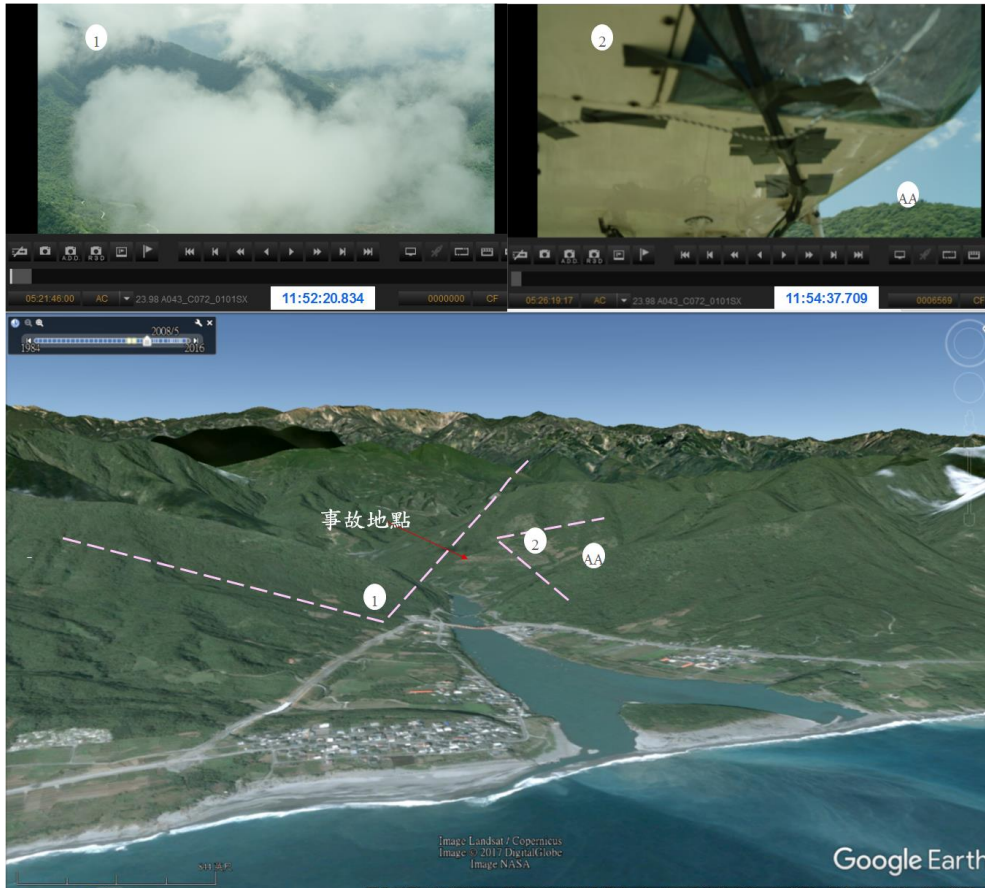 1
A.D.O. R3D
05:21:46:00 AC 23.98 A043_C072_0101SX 11:52:20.834 0000000 CF
2
AA
A.D.O. R3D
05:26:19:17 AC 23.98 A043_C072_0101SX 11:54:37.709 0006569 CF
2008/5
1984 2016
事故地點
2
AA
1
Image Landsat / Copernicus
Image © 2017 DigitalGlobe
Image NASA
Google Earth